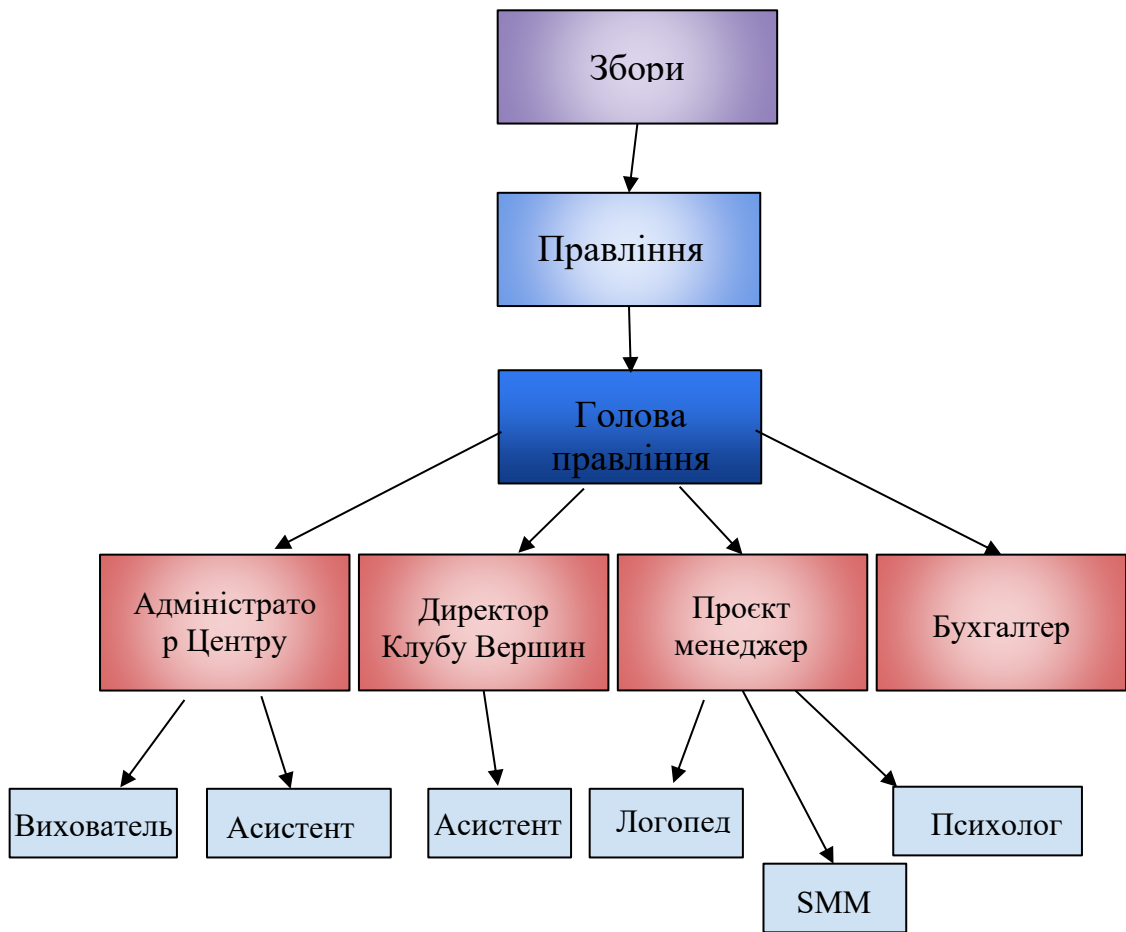 Збори
Правління
Голова
правління
Адміністрато
р Центру
Директор
Клубу Вершин
Проєкт
менеджер
Бухгалтер
Вихователь
Асистент
Асистент
Логопед
Психолог
SMM